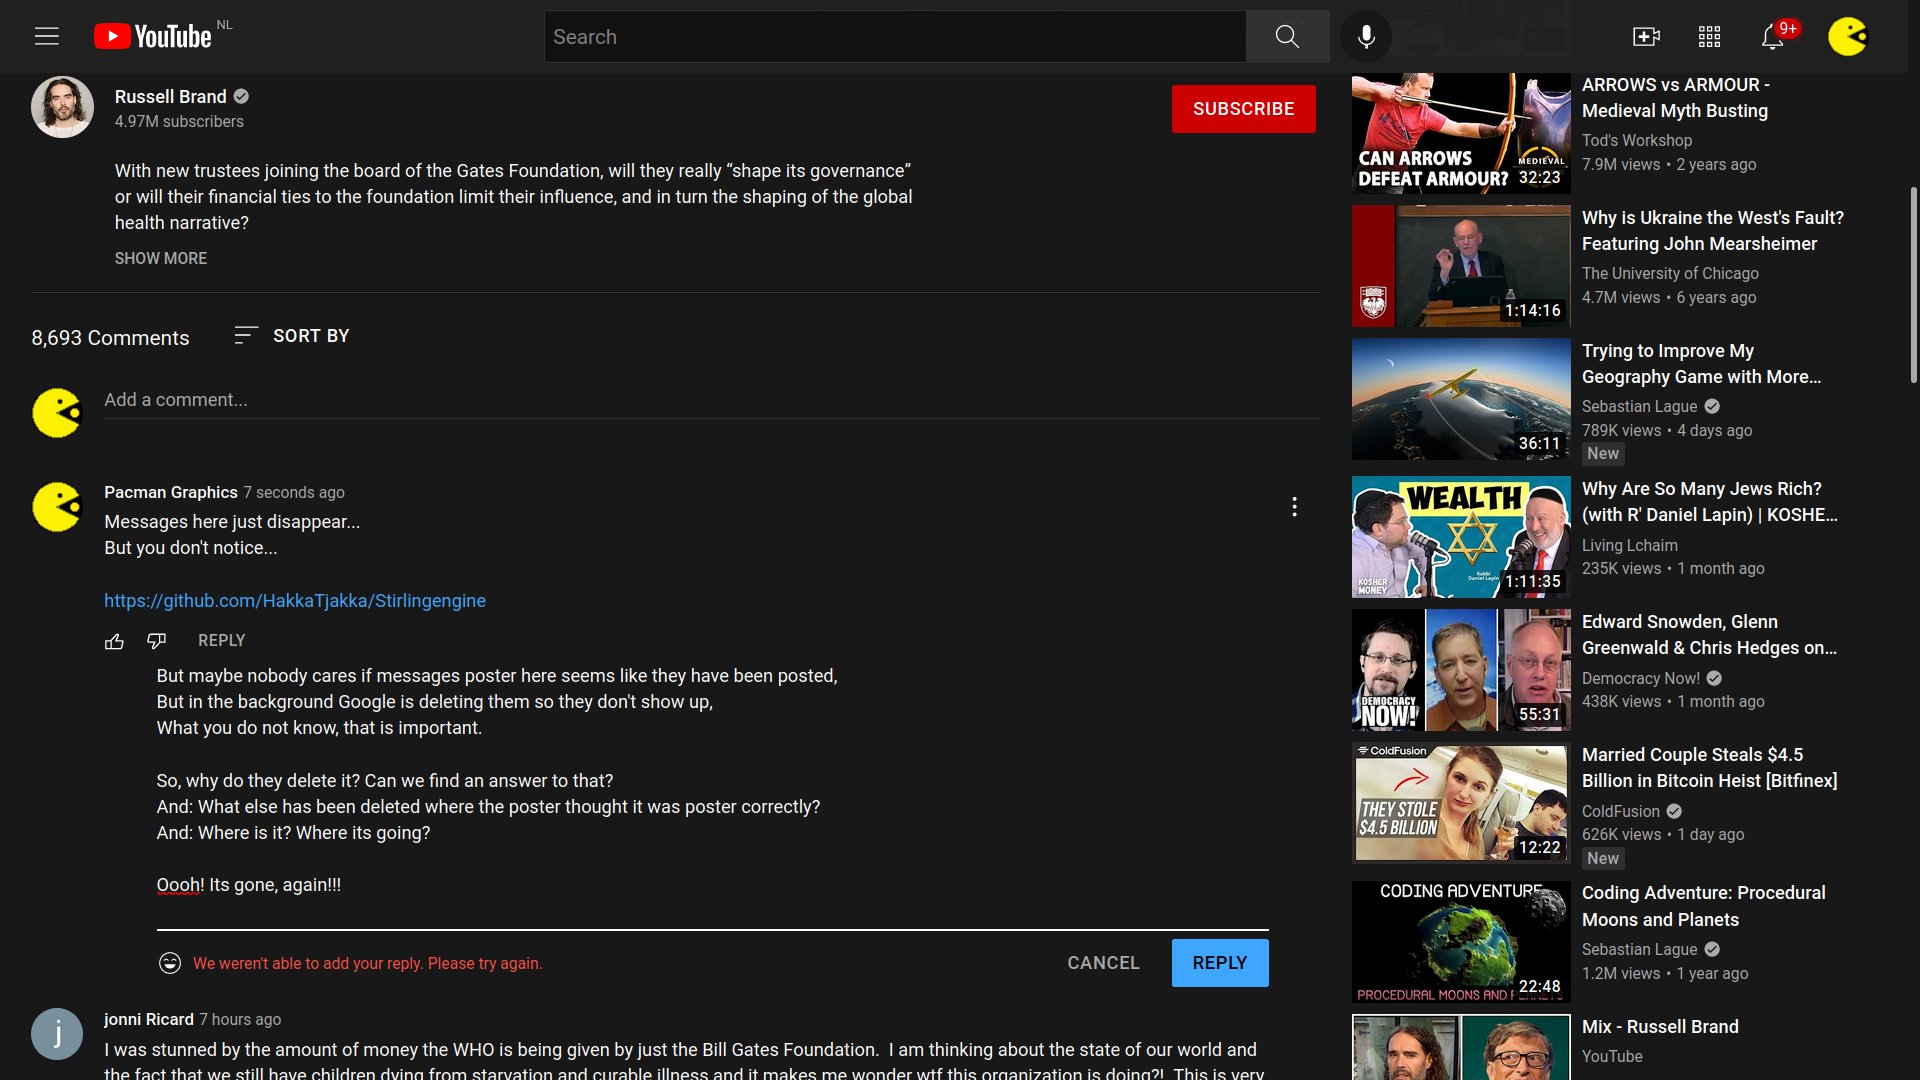 YouTube NL
Search
9+
Russell Brand
4.97M subscribers
SUBSCRIBE
With new trustees joining the board of the Gates Foundation, will they really “shape its governance”
or will their financial ties to the foundation limit their influence, and in turn the shaping of the global
health narrative?
SHOW MORE
8,693 Comments
SORT BY
Add a comment...
Pacman Graphics 7 seconds ago
Messages here just disappear...
But you don't notice...
https://github.com/HakkaTjakka/Stirlingengine
REPLY
But maybe nobody cares if messages poster here seems like they have been posted,
But in the background Google is deleting them so they don't show up,
What you do not know, that is important.
So, why do they delete it? Can we find an answer to that?
And: What else has been deleted where the poster thought it was poster correctly?
And: Where is it? Where its going?
Oooh! Its gone, again!!!
We weren't able to add your reply. Please try again.
CANCEL
REPLY
j
jonni Ricard 7 hours ago
I was stunned by the amount of money the WHO is being given by just the Bill Gates Foundation. I am thinking about the state of our world and
the fact that we still have children dying from starvation and curable illness and it makes me wonder wtf this organization is doing?! This is very
CAN ARROWS
DEFEAT ARMOUR?
MEDIEVAL
32:23
ARROWS vs ARMOUR -
Medieval Myth Busting
Tod's Workshop
7.9M views • 2 years ago
1:14:16
Why is Ukraine the West's Fault?
Featuring John Mearsheimer
The University of Chicago
4.7M views • 6 years ago
36:11
Trying to Improve My
Geography Game with More...
Sebastian Lague
789K views • 4 days ago
New
WEALTH
KOSHER
MONEY
Rabbi
Daniel Lapin
1:11:35
Why Are So Many Jews Rich?
(with R' Daniel Lapin) | KOSHE...
Living Lchaim
235K views • 1 month ago
DEMOCRACY
NOW!
55:31
Edward Snowden, Glenn
Greenwald & Chris Hedges on...
Democracy Now!
438K views • 1 month ago
ColdFusion
THEY STOLE
$4.5 BILLION
12:22
Married Couple Steals $4.5
Billion in Bitcoin Heist [Bitfinex]
ColdFusion
626K views • 1 day ago
New
CODING ADVENTURE
PROCEDURAL MOONS AND PLANETS
22:48
Coding Adventure: Procedural
Moons and Planets
Sebastian Lague
1.2M views • 1 year ago
Mix - Russell Brand
YouTube